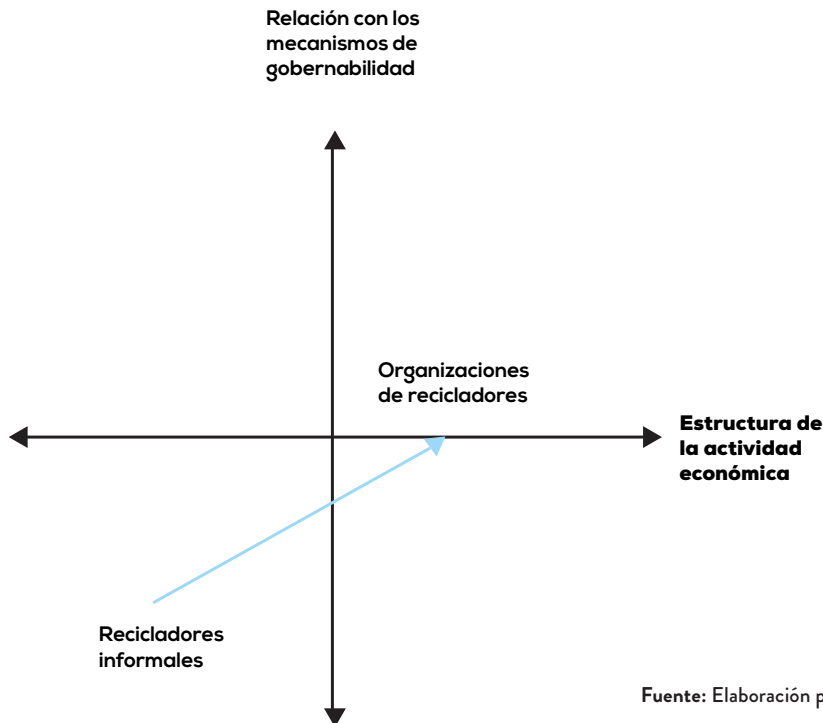 Relación con los
mecanismos de
gobernabilidad
Organizaciones
de recicladores
Estructura de
la actividad
económica
Recicladores
informales
Fuente: Elaboración p